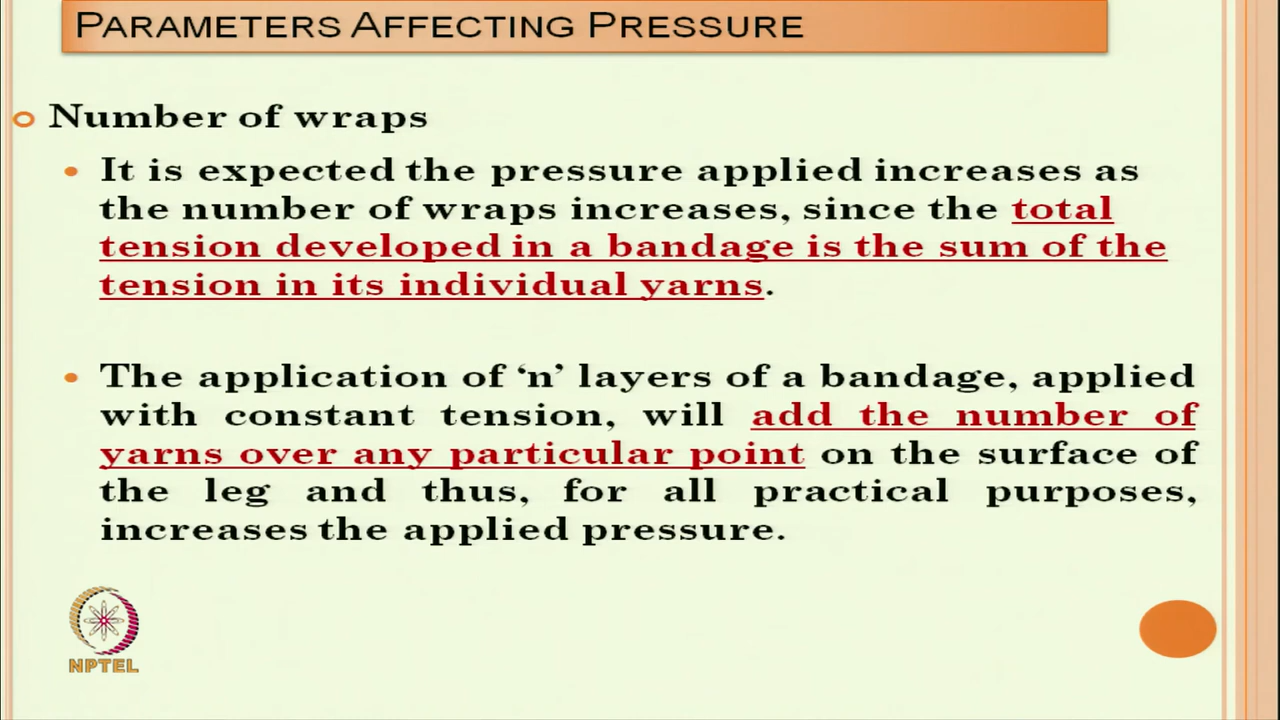 PARAMETERS AFFECTING PRESSURE
Number of wraps
It is expected the pressure applied increases as
the number of wraps increases, since the total
tension developed in a bandage is the sum of the
tension in its individual yarns.
The application of ‘n’ layers of a bandage, applied
with constant tension, will add the number of
yarns over any particular point on the surface of
the leg and thus, for all practical purposes,
increases the applied pressure.
NPTEL